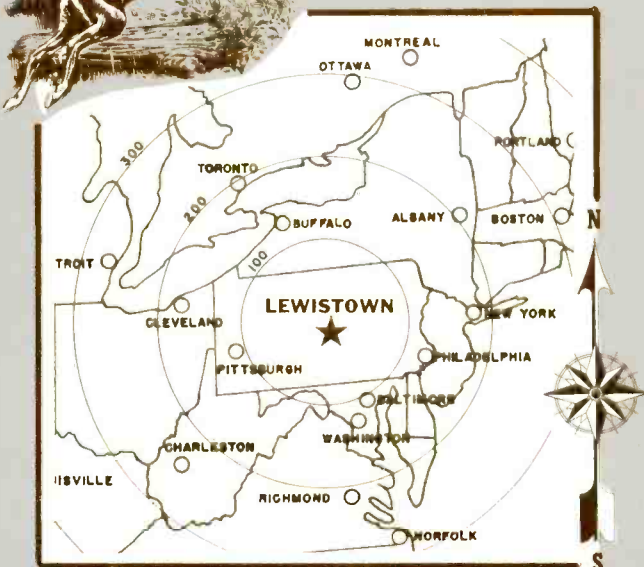 MONTREAL
OTTAWA
300
PORTLAND
TORONTO
200
BUFFALO
ALBANY
BOSTON
N
TROIT
100
LEWISTOWN
CLEVELAND
NEW YORK
PITTSBURGH
PHILADELPHIA
BALTIMORE
WASHINGTON
CHARLESTON
IISVILLE
RICHMOND
NORFOLK
S